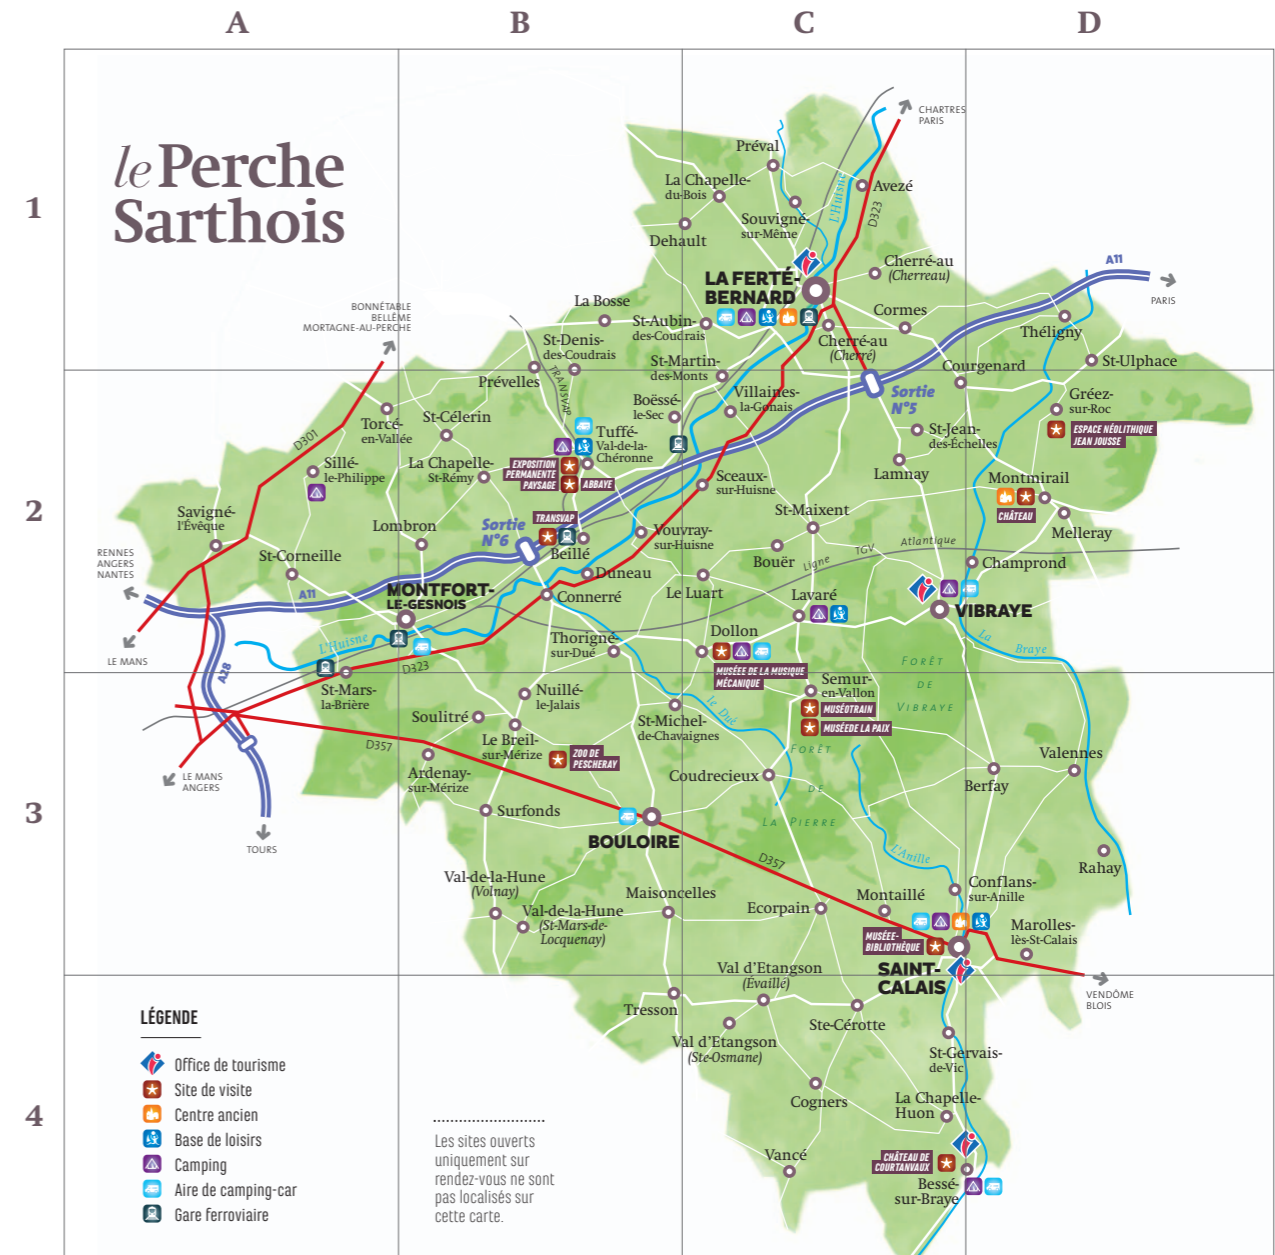 A
B
C
D
1
2
3
4
le Perche
Sarthois
CHARTRES
PARIS
Préval
La Chapelle-
du-Bois
Avezé
L'Huisne
D323
Souvigné-
sur-Même
Dehault
LA FERTÉ-
BERNARD
Cherré-au
(Cherreau)
A11
PARIS
BONNÉTABLE
BELLÊME
MORTAGNE-AU-PERCHE
La Bosse
St-Aubin-
des-Coudrais
Cormes
Cherré-au
(Cherré)
Théligny
St-Denis-
des-Coudrais
St-Martin-
des-Monts
Courgenard
St-Ulphace
Prévelles
TRANSVAP
Villaines-
la-Gonais
Sortie
N°5
Gréez-
sur-Roc
Boëssé-
le-Sec
Torcé-
en-Vallée
St-Célerin
D301
Tuffé-
Val-de-la-
Chéronne
St-Jean-
des-Échelles
ESPACE NÉOLITHIQUE
JEAN JOUSSE
Sillé-
le-Philippe
La Chapelle-
St-Rémy
EXPOSITION
PERMANENTE
PAYSAGE
ABBAYE
Lamnay
Sceaux-
sur-Huisne
Montmirail
CHÂTEAU
Savigné-
l'Évêque
Lombron
Sortie
N°6
TRANSVAP
Beillé
Vouvray-
sur-Huisne
St-Maixent
Melleray
RENNES
ANGERS
NANTES
St-Corneille
Bouër
Ligne
TGV
Atlantique
Champrond
Duneau
A11
MONTFORT-
LE-GESNOIS
Connerré
Le Luart
Lavaré
VIBRAYE
LE MANS
L'Huisne
Thorigné-
sur-Dué
Dollon
La
Braye
D323
A28
MUSÉEE DE LA MUSIQUE
MÉCANIQUE
FORÊT
DE
VIBRAYE
St-Mars-
la-Brière
Nuillé-
le-Jalais
Semur-
en-Vallon
MUSÉOTRAIN
MUSÉEDE LA PAIX
Soulitré
St-Michel-
de-Chavaignes
le Dué
Le Breil-
sur-Mérize
D357
ZOO DE
PESCHERAY
FORÊT
DE
LA PIERRE
Valennes
LE MANS
ANGERS
Ardenay-
sur-Mérize
Coudrecieux
Berfay
Surfonds
BOULOIRE
TOURS
D357
L'Anille
Rahay
Val-de-la-Hune
(Volnay)
Maisoncelles
Montaillé
Conflans-
sur-Anille
Val-de-la-Hune
(St-Mars-de-
Locquenay)
Ecorpain
Marolles-
lès-St-Calais
MUSÉEE-
BIBLIOTHÈQUE
SAINT-
CALAIS
Val d'Etangson
(Évaillé)
VENDÔME
BLOIS
Tresson
Ste-Cérotte
Val d'Etangson
(Ste-Osmane)
St-Gervais-
de-Vic
Cogners
La Chapelle-
Huon
Vancé
CHÂTEAU DE
COURTANVAUX
Bessé-
sur-Braye
LÉGENDE
Office de tourisme
Site de visite
Centre ancien
Base de loisirs
Camping
Aire de camping-car
Gare ferroviaire
Les sites ouverts
uniquement sur
rendez-vous ne sont
pas localisés sur
cette carte.